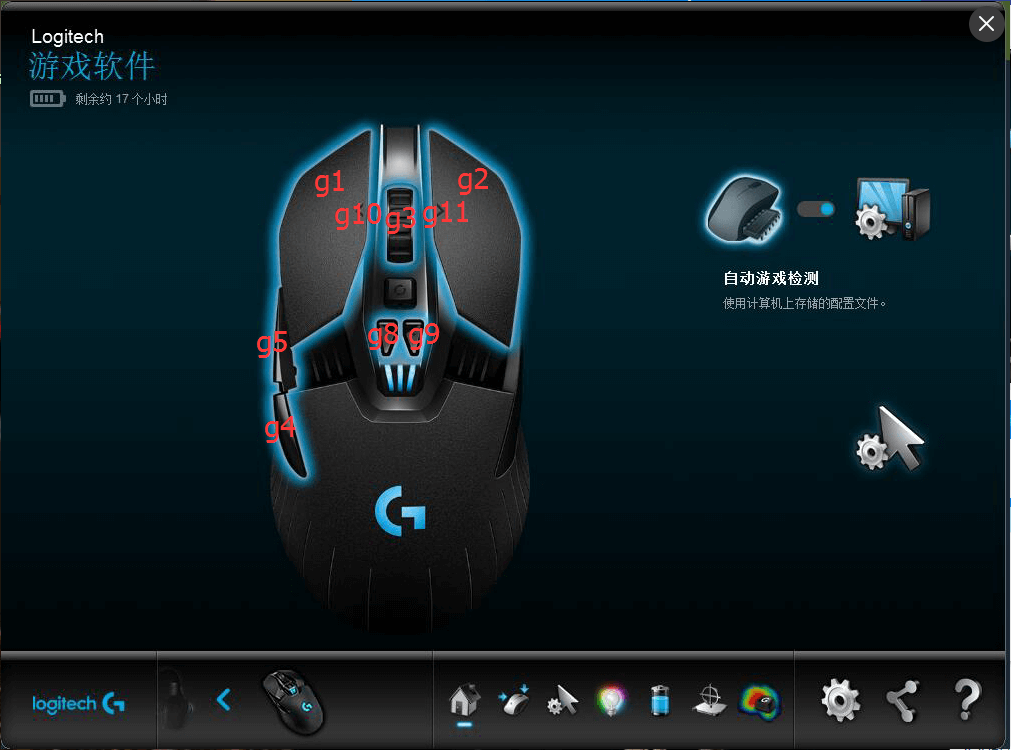 Logitech
游戏软件
剩余约 17 个小时
g1
g2
g10
g3
g11
自动游戏检测
使用计算机上存储的配置文件。
g5
g8
g9
g4
logitech